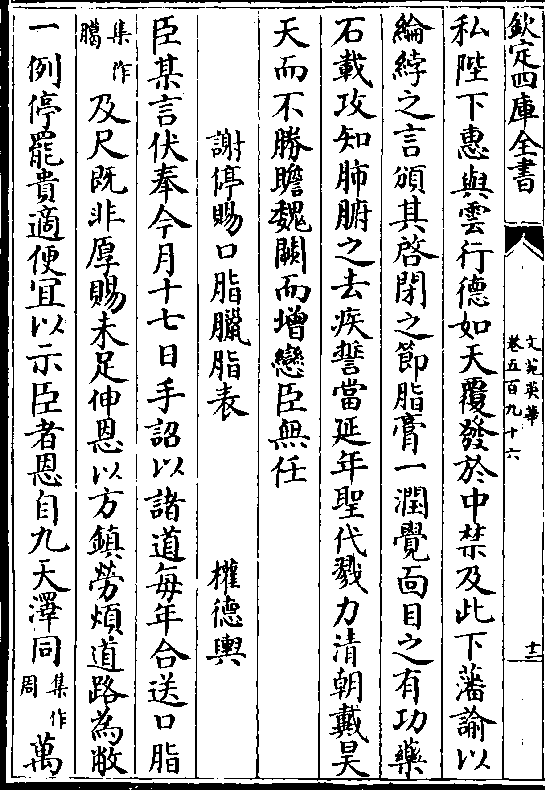 欽定四庫全書
文苑英華
卷五百九十六
十二
私陛下惠與雲行德如天覆發於中禁及此下藩諭以
綸綍之言頒其啓閉之節脂膏一潤覺面目之有功藥
石載攻知肺腑之去疾誓當延年聖代戮力清朝戴昊
天而不勝瞻魏闕而增戀臣無任
謝停賜口脂臘脂表 權德輿
臣某言伏奉今月十七日手詔以諸道每年合送口脂
集作臈及尺既非厚賜未足伸恩以方鎮勞煩道路為敝
一例停罷貴適便宜以示臣者恩自九天澤同集作周萬